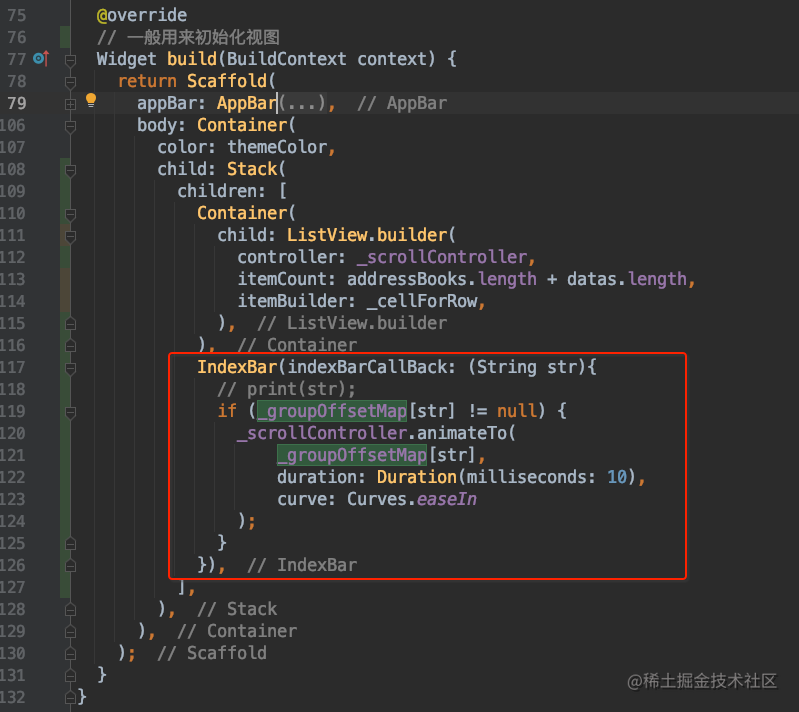 75 @override
76 // 一般用来初始化视图
77 Widget build(BuildContext context) {
78 return Scaffold(
79 appBar: AppBar(...), // AppBar
106 body: Container(
107 color: themeColor,
108 child: Stack(
109 children: [
110 Container(
111 child: ListView.builder(
112 controller: _scrollController,
113 itemCount: addressBooks.length + datas.length,
114 itemBuilder: _cellForRow,
115 ), // ListView.builder
116 ), // Container
117 IndexBar(indexBarCallBack: (String str){
118 // print(str);
119 if (_groupOffsetMap[str] != null) {
120 _scrollController.animateTo(
121 _groupOffsetMap[str],
122 duration: Duration(milliseconds: 10),
123 curve: Curves.easeIn
124 );
125 }
126 }), // IndexBar
127 ],
128 ), // Stack
129 ), // Container
130 ); // Scaffold
131 }
132 }
@稀土掘金技术社区